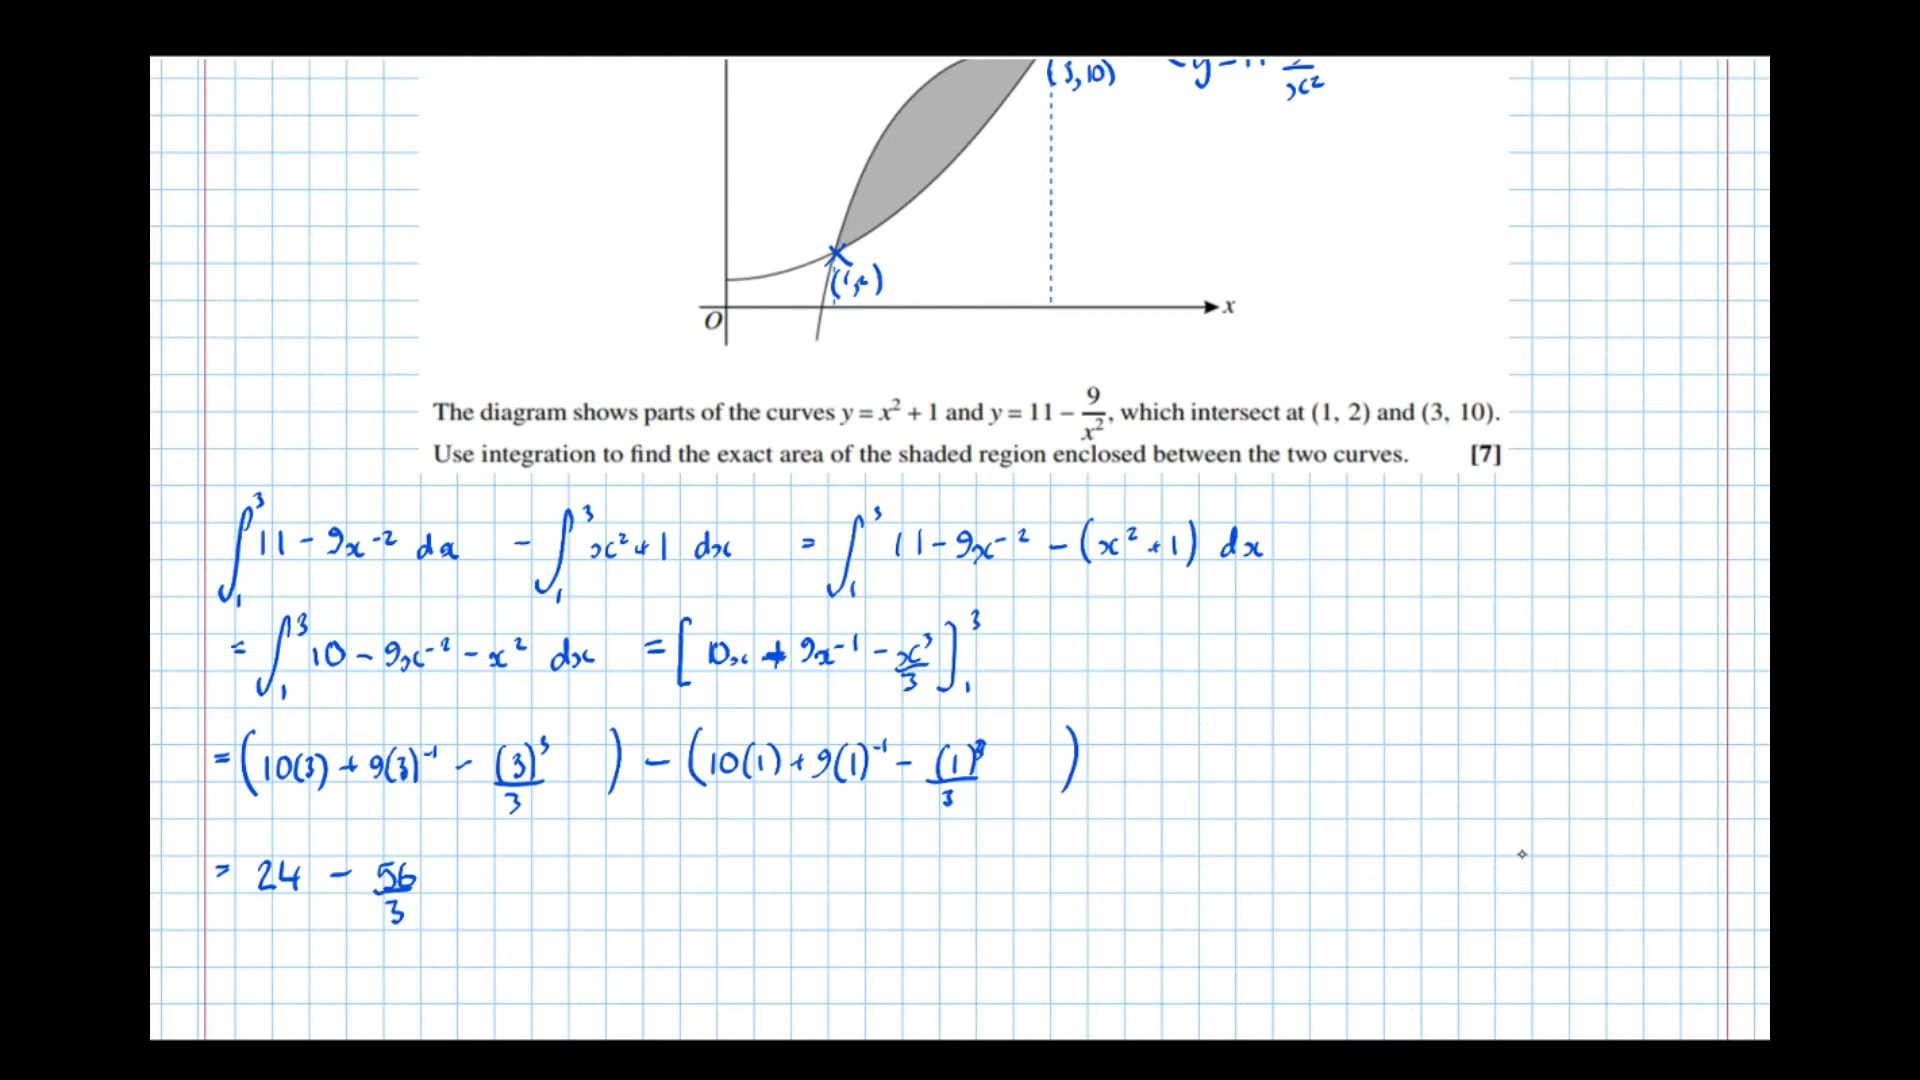 (3, 10)
x²
(1,2)
O x
The diagram shows parts of the curves y = x² + 1 and y = 11 − 9/x², which intersect at (1, 2) and (3, 10).
Use integration to find the exact area of the shaded region enclosed between the two curves. [7]
∫₁³ 11 - 9x⁻² dx - ∫₁³ x² + 1 dx = ∫₁³ 11 - 9x⁻² - (x² + 1) dx
= ∫₁³ 10 - 9x⁻² - x² dx = [10x + 9x⁻¹ - x³/3]₁³
= (10(3) + 9(3)⁻¹ - (3)³/3) - (10(1) + 9(1)⁻¹ - (1)³/3)
= 24 - 56/3